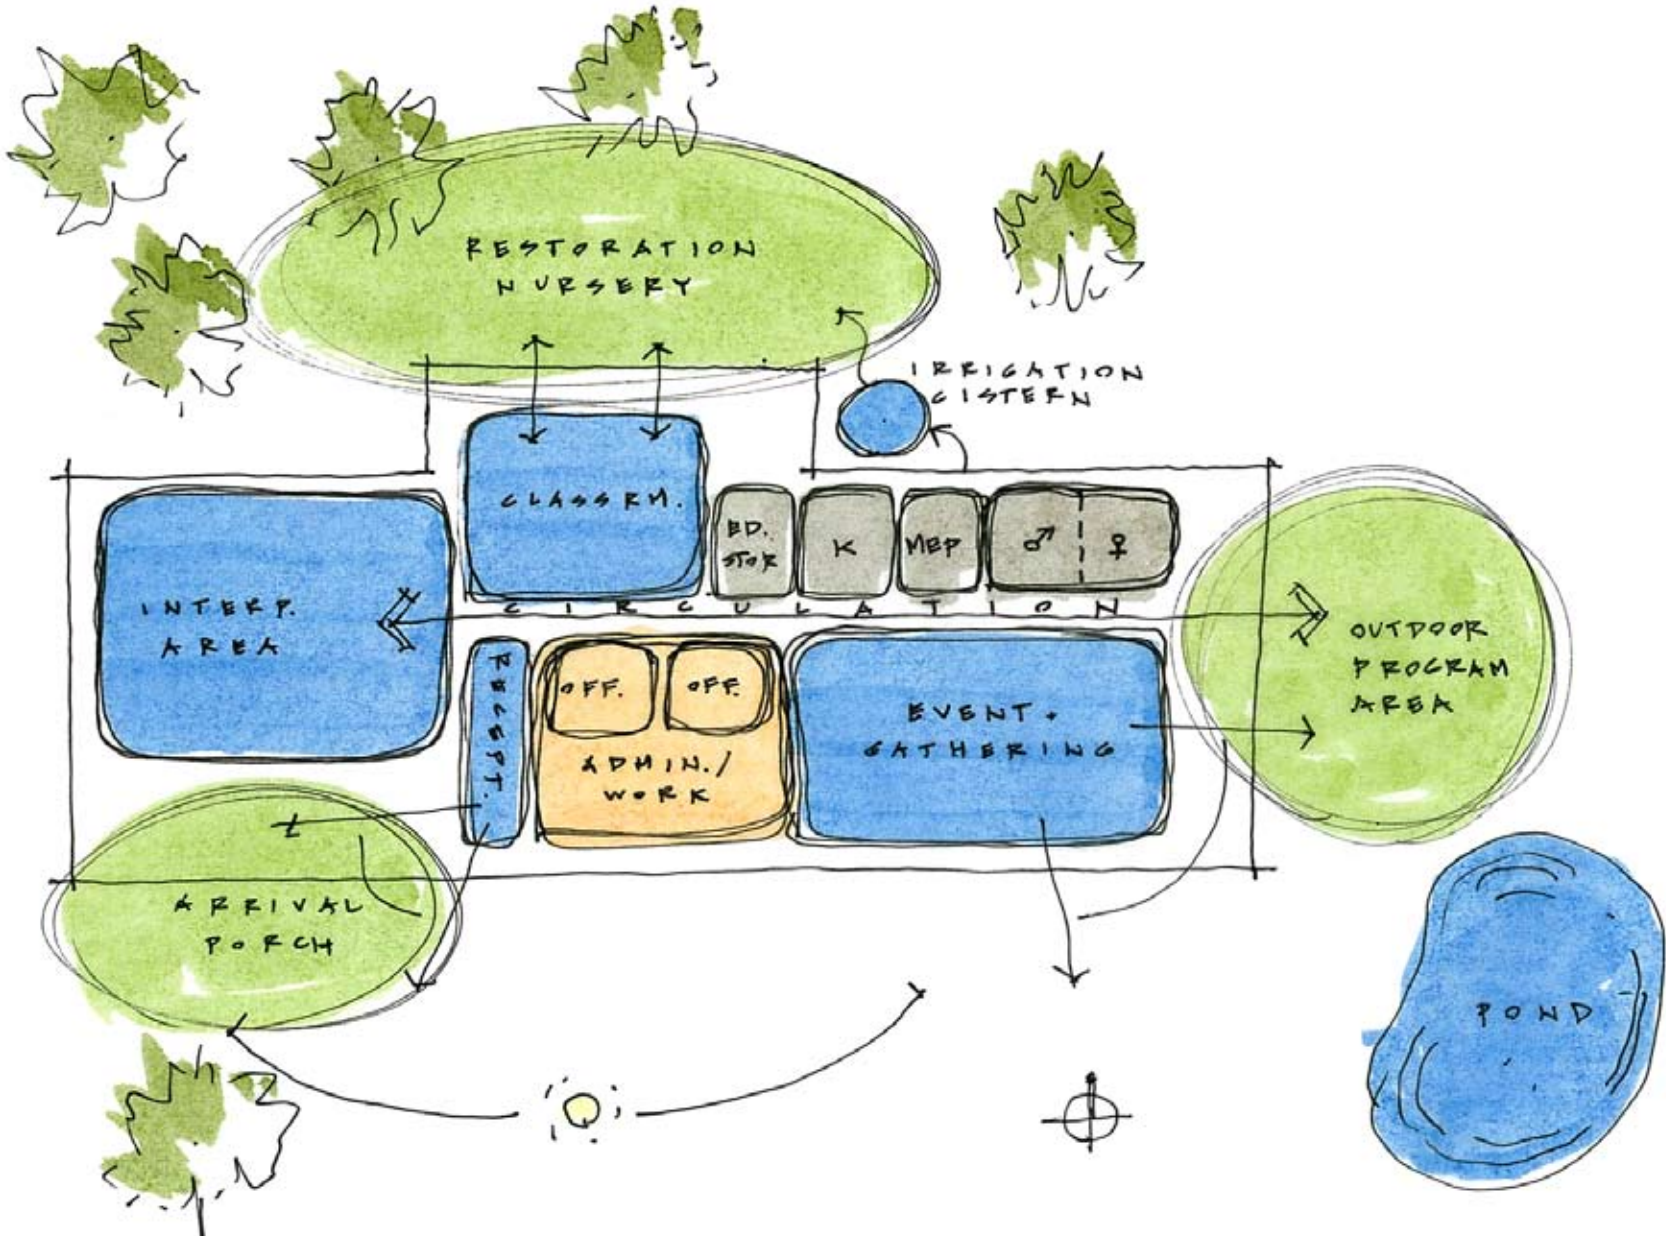 RESTORATION
NURSERY
IRRIGATION
CISTERN
CLASSRM.
ED.
STOR
K
MEP
♂
♀
CIRCULATION
INTERP.
AREA
OUTDOOR
PROGRAM
AREA
RECEPT.
OFF.
OFF.
ADMIN./
WORK
EVENT +
GATHERING
ARRIVAL
PORCH
POND